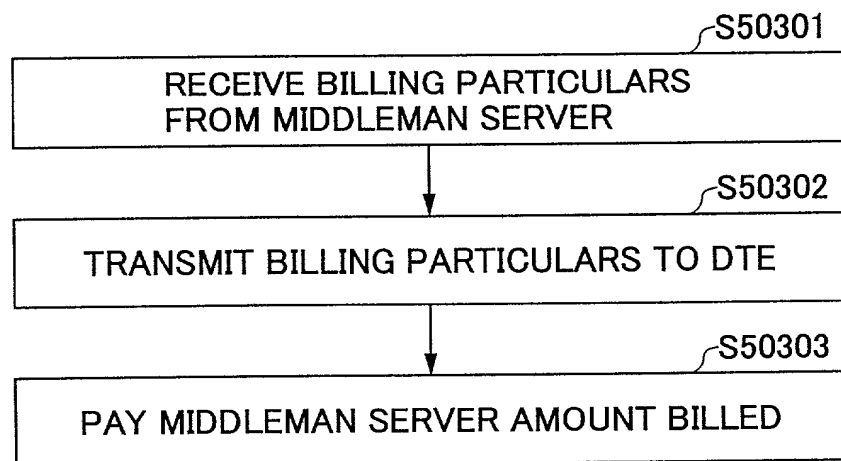 S50301
RECEIVE BILLING PARTICULARS
FROM MIDDLEMAN SERVER
S50302
TRANSMIT BILLING PARTICULARS TO DTE
S50303
PAY MIDDLEMAN SERVER AMOUNT BILLED